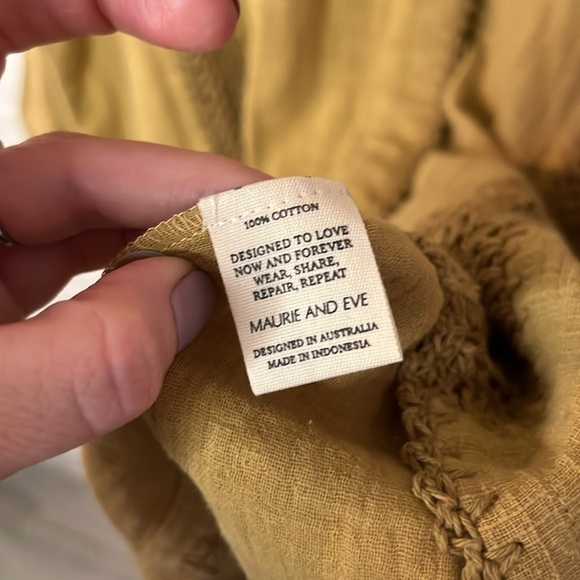 100% COTTON
DESIGNED TO LOVE
NOW AND FOREVER
WEAR, SHARE,
REPAIR, REPEAT
MAURIE AND EVE
DESIGNED IN AUSTRALIA
MADE IN INDONESIA